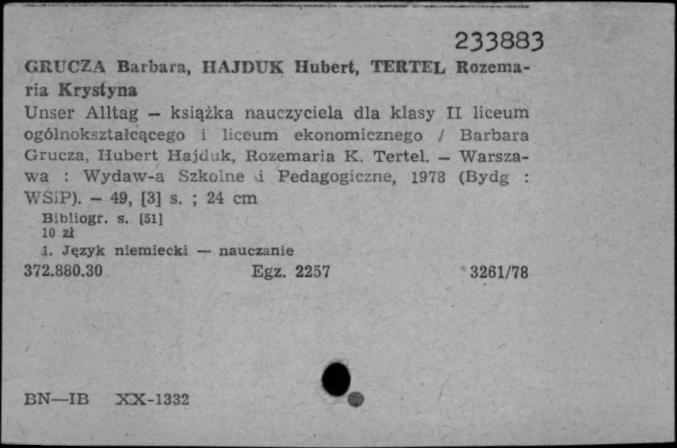 233883
GRUCZA Barbara, HAJDUK Hubert, TERTEL Rozema-
ria Krystyna
Unser Alltag — książka nauczyciela dla klasy II liceum
ogólnokształcącego i liceum ekonomicznego / Barbara
Grucza, Hubert Hajduk, Rozemaria K. Tertel. — Warsza-
wa : Wydaw-a Szkolne i Pedagogiczne, 1978 (Bydg :
WSiP). — 49, [3] s. ; 24 cm
Bibliogr. s. [51]
10 zł
1. Język niemiecki — nauczanie
372.880.30 Egz. 2257 3261/78
BN—IB XX-1332